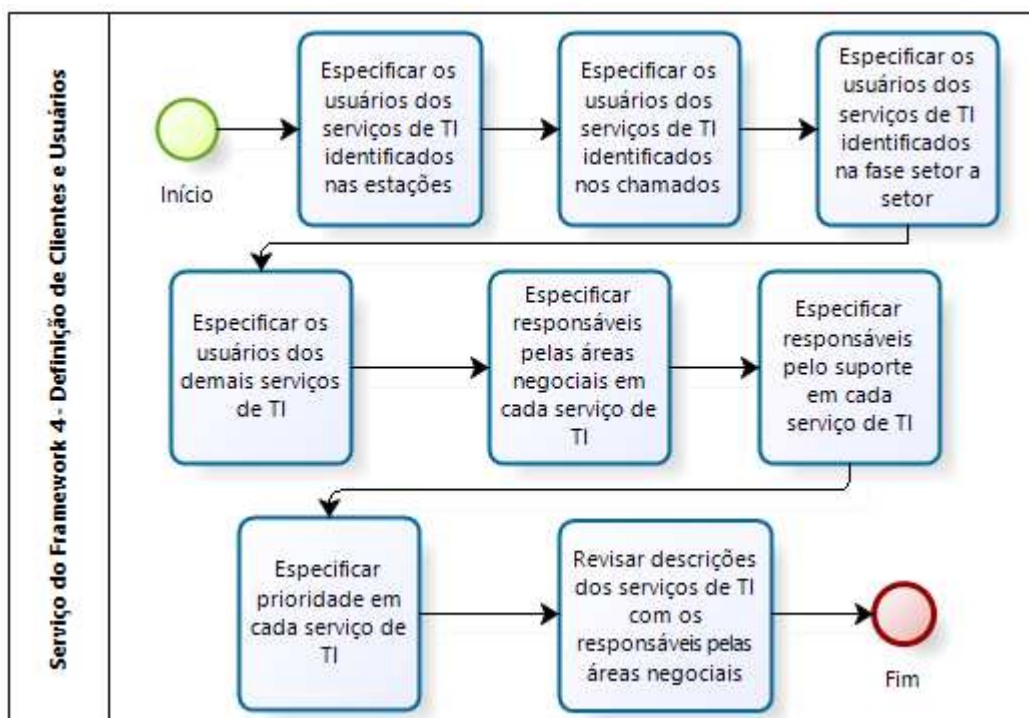 Serviço do Framework 4 - Definição de Clientes e Usuários
Início
Especificar os
usuários dos
serviços de TI
identificados
nas estações
Especificar os
usuários dos
serviços de TI
identificados
nos chamados
Especificar os
usuários dos
serviços de TI
identificados
na fase setor a
setor
Especificar os
usuários dos
demais serviços
de TI
Especificar
responsáveis
pelas áreas
negociais em
cada serviço de
TI
Especificar
responsáveis
pelo suporte
em cada
serviço de TI
Especificar
prioridade em
cada serviço de
TI
Revisar descrições
dos serviços de TI
com os
responsáveis pelas
áreas negociais
Fim